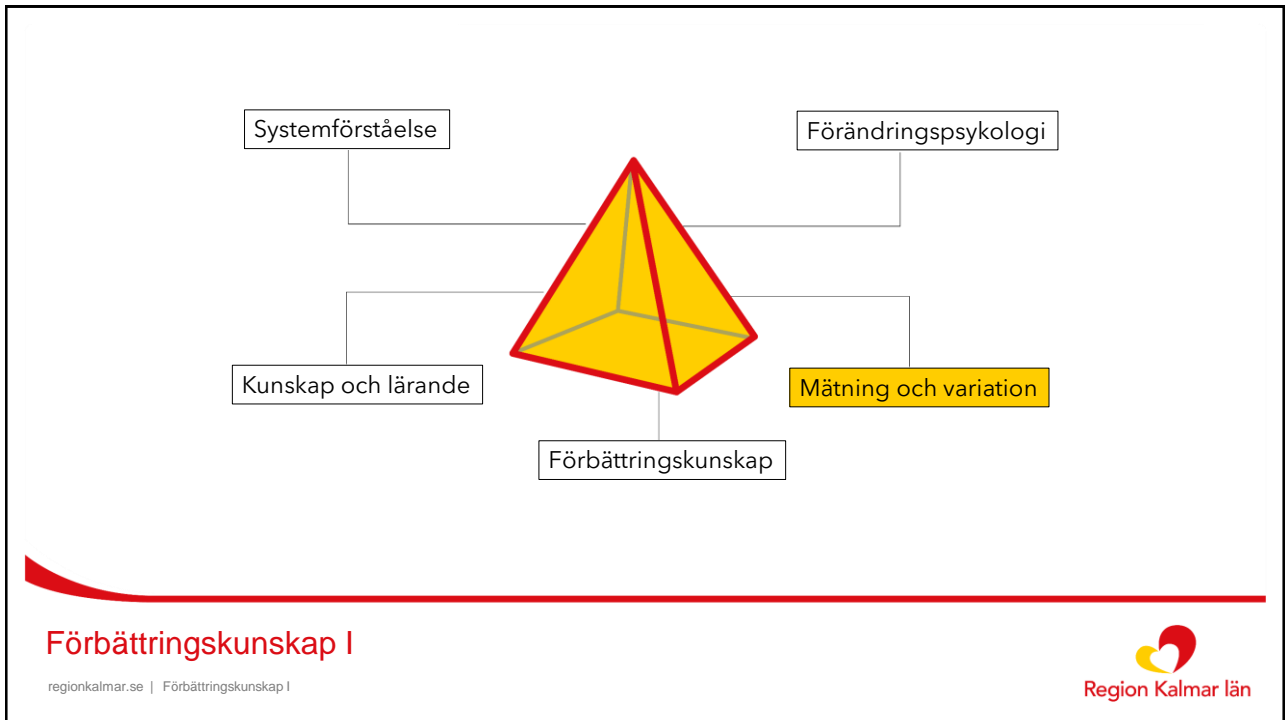 Systemförståelse
Förändringspsykologi
Kunskap och lärande
Mätning och variation
Förbättringskunskap
Förbättringskunskap I
regionkalmar.se | Förbättringskunskap I
Region Kalmar län